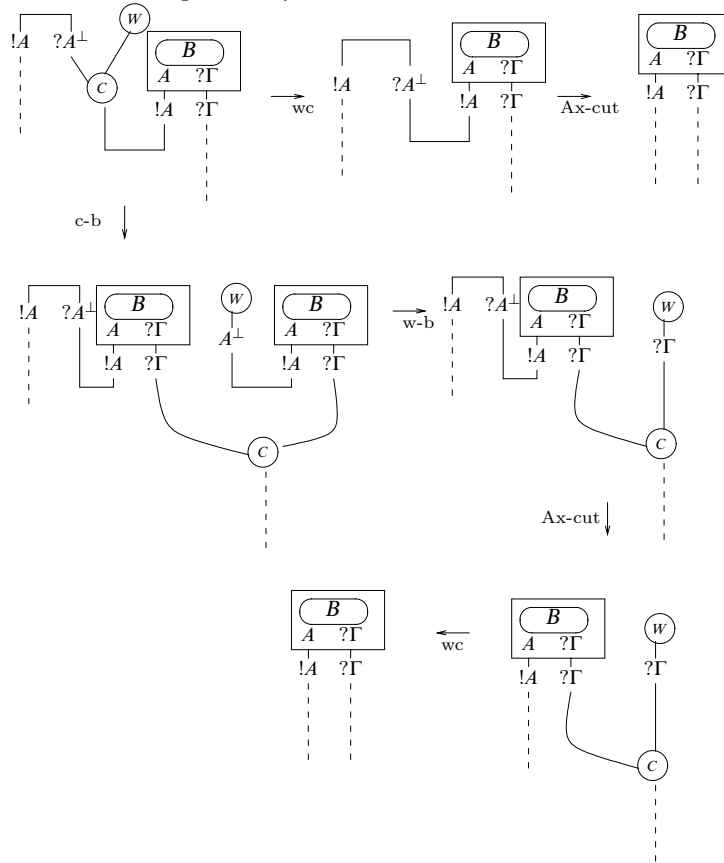 W
B B B
!A ?A⊥ A ?Γ A ?Γ A ?Γ
C !A ?A⊥
!A ?Γ wc !A ?Γ Ax-cut !A ?Γ
c-b
B W B B
!A ?A⊥ A ?Γ A ?Γ w-b !A ?A⊥ A ?Γ W
A⊥ ?Γ
!A ?Γ !A ?Γ !A ?Γ
C C
Ax-cut
B B
A ?Γ wc A ?Γ W
!A ?Γ !A ?Γ ?Γ
C